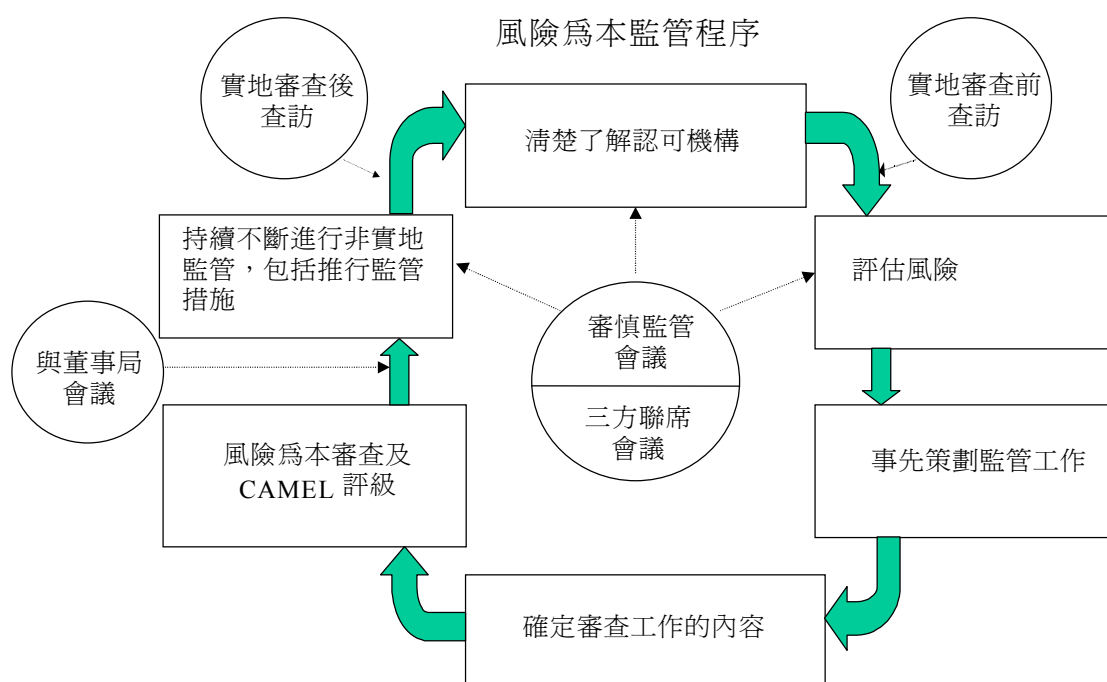 風險為本監管程序
實地審查後
查訪
清楚了解認可機構
實地審查前
查訪
持續不斷進行非實地
監管，包括推行監管
措施
評估風險
審慎監管
會議
三方聯席
會議
與董事局
會議
風險為本審查及
CAMEL 評級
事先策劃監管工作
確定審查工作的內容